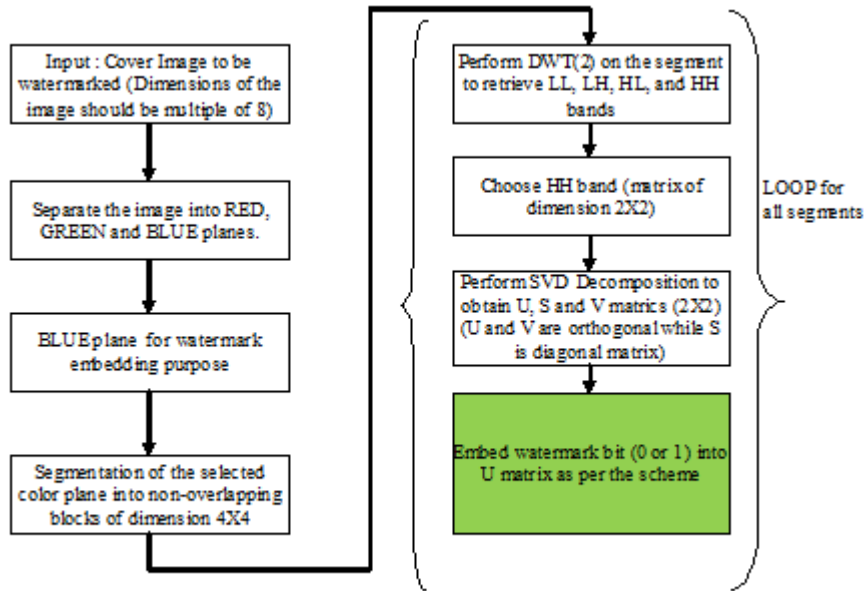 Input : Cover Image to be
watermarked (Dimensions of the
image should be multiple of 8)
Separate the image into RED,
GREEN and BLUE planes.
BLUE plane for watermark
embedding purpose
Segmentation of the selected
color plane into non-overlapping
blocks of dimension 4X4
Perform DWT(2) on the segment
to retrieve LL, LH, HL, and HH
bands
Choose HH band (matrix of
dimension 2X2)
Perform SVD Decomposition to
obtain U, S and V matrics (2X2)
(U and V are orthogonal while S
is diagonal matrix)
Embed watermark bit (0 or 1) into
U matrix as per the scheme
LOOP for
all segments